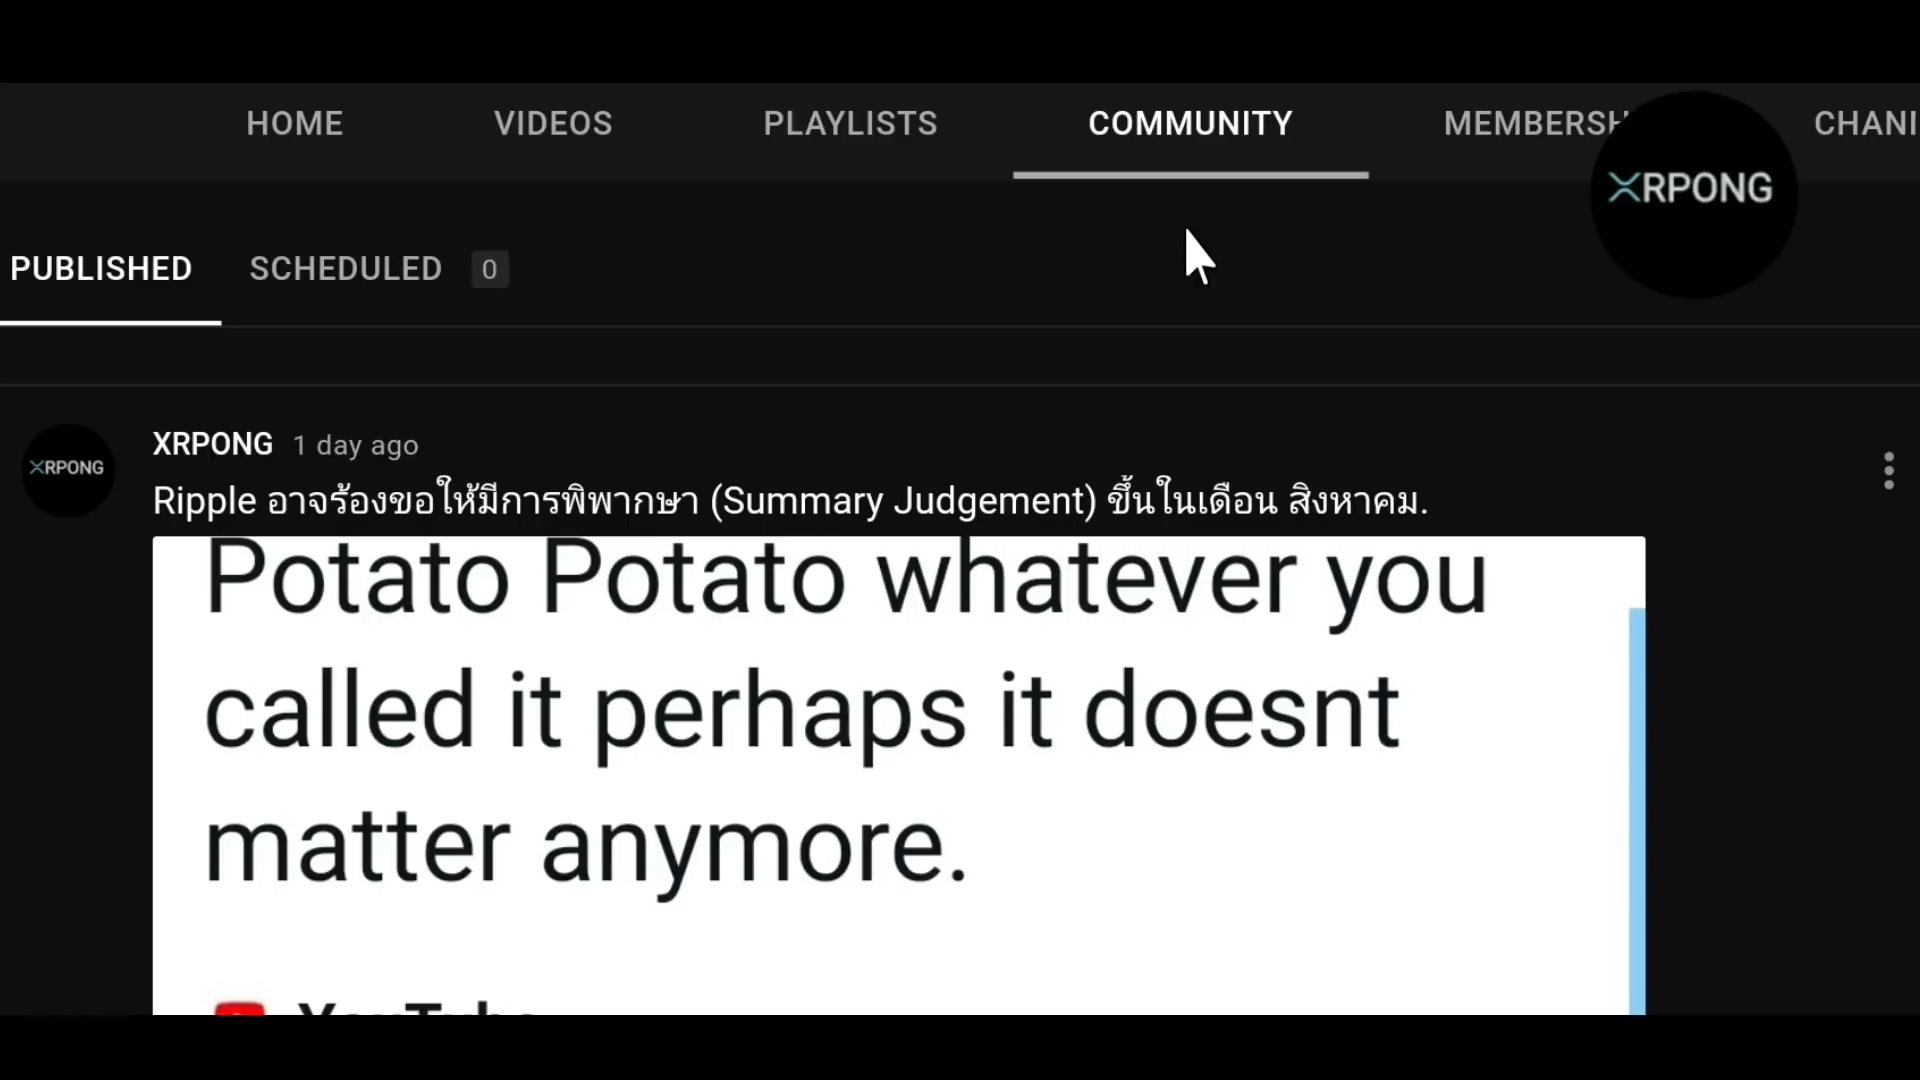 HOME VIDEOS PLAYLISTS COMMUNITY MEMBERSH CHAN
XRPONG
PUBLISHED SCHEDULED 0
XRPONG 1 day ago
XRPONG
Ripple อาจร้องขอให้มีการพิพากษา (Summary Judgement) ขึ้นในเดือน สิงหาคม.
Potato Potato whatever you
called it perhaps it doesnt
matter anymore.
YouTube